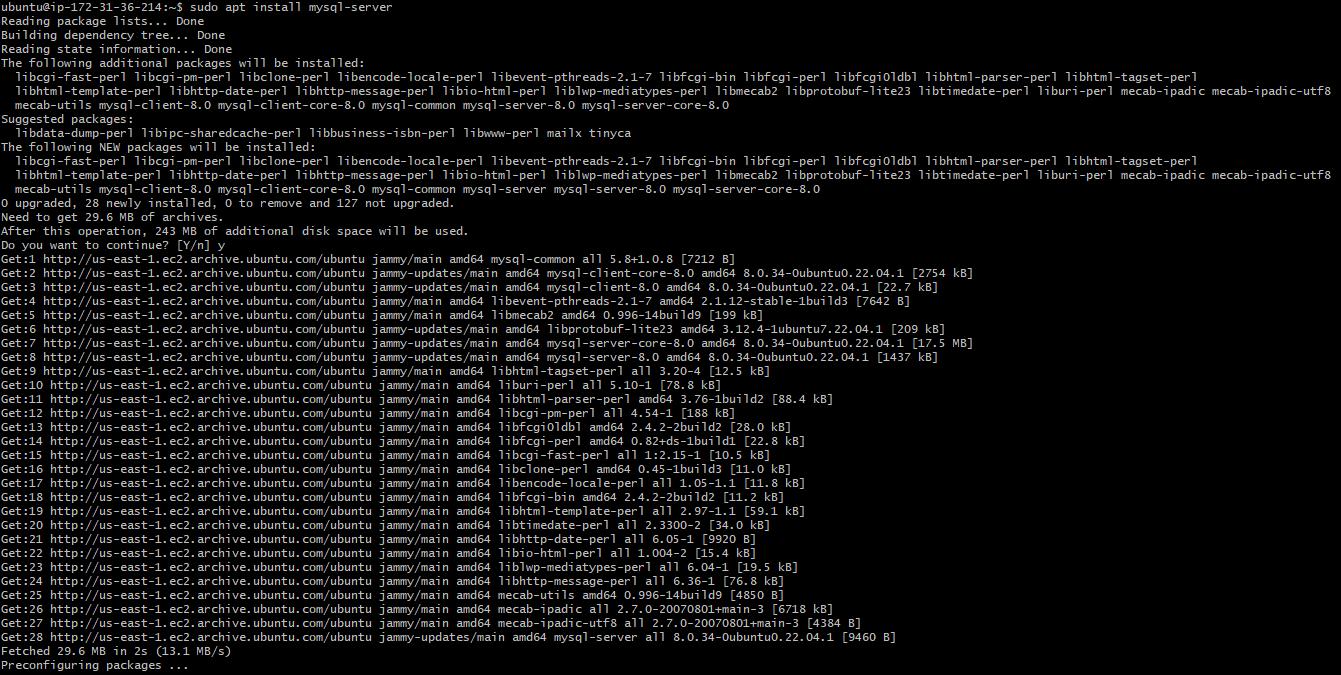 ubuntu@ip-172-31-36-214:~$ sudo apt install mysql-server
Reading package lists... Done
Building dependency tree... Done
Reading state information... Done
The following additional packages will be installed:
  libcgi-fast-perl libcgi-pm-perl libclone-perl libencode-locale-perl libevent-pthreads-2.1-7 libfcgi-bin libfcgi-perl libfcgi0ldbl libhtml-parser-perl libhtml-tagset-perl
  libhtml-template-perl libhttp-date-perl libhttp-message-perl libio-html-perl liblwp-mediatypes-perl libmecab2 libprotobuf-lite23 libtimedate-perl liburi-perl mecab-ipadic mecab-ipadic-utf8
  mecab-utils mysql-client-8.0 mysql-client-core-8.0 mysql-common mysql-server-8.0 mysql-server-core-8.0
Suggested packages:
  libdata-dump-perl libipc-sharedcache-perl libbusiness-isbn-perl libwww-perl mailx tinyca
The following NEW packages will be installed:
  libcgi-fast-perl libcgi-pm-perl libclone-perl libencode-locale-perl libevent-pthreads-2.1-7 libfcgi-bin libfcgi-perl libfcgi0ldbl libhtml-parser-perl libhtml-tagset-perl
  libhtml-template-perl libhttp-date-perl libhttp-message-perl libio-html-perl liblwp-mediatypes-perl libmecab2 libprotobuf-lite23 libtimedate-perl liburi-perl mecab-ipadic mecab-ipadic-utf8
  mecab-utils mysql-client-8.0 mysql-client-core-8.0 mysql-common mysql-server mysql-server-8.0 mysql-server-core-8.0
0 upgraded, 28 newly installed, 0 to remove and 127 not upgraded.
Need to get 29.6 MB of archives.
After this operation, 243 MB of additional disk space will be used.
Do you want to continue? [Y/n] y
Get:1 http://us-east-1.ec2.archive.ubuntu.com/ubuntu jammy/main amd64 mysql-common all 5.8+1.0.8 [7212 B]
Get:2 http://us-east-1.ec2.archive.ubuntu.com/ubuntu jammy-updates/main amd64 mysql-client-core-8.0 amd64 8.0.34-0ubuntu0.22.04.1 [2754 kB]
Get:3 http://us-east-1.ec2.archive.ubuntu.com/ubuntu jammy-updates/main amd64 mysql-client-8.0 amd64 8.0.34-0ubuntu0.22.04.1 [22.7 kB]
Get:4 http://us-east-1.ec2.archive.ubuntu.com/ubuntu jammy/main amd64 libevent-pthreads-2.1-7 amd64 2.1.12-stable-1build3 [7642 B]
Get:5 http://us-east-1.ec2.archive.ubuntu.com/ubuntu jammy/main amd64 libmecab2 amd64 0.996-14build9 [199 kB]
Get:6 http://us-east-1.ec2.archive.ubuntu.com/ubuntu jammy-updates/main amd64 libprotobuf-lite23 amd64 3.12.4-1ubuntu7.22.04.1 [209 kB]
Get:7 http://us-east-1.ec2.archive.ubuntu.com/ubuntu jammy-updates/main amd64 mysql-server-core-8.0 amd64 8.0.34-0ubuntu0.22.04.1 [17.5 MB]
Get:8 http://us-east-1.ec2.archive.ubuntu.com/ubuntu jammy-updates/main amd64 mysql-server-8.0 amd64 8.0.34-0ubuntu0.22.04.1 [1437 kB]
Get:9 http://us-east-1.ec2.archive.ubuntu.com/ubuntu jammy/main amd64 libhtml-tagset-perl all 3.20-4 [12.5 kB]
Get:10 http://us-east-1.ec2.archive.ubuntu.com/ubuntu jammy/main amd64 liburi-perl all 5.10-1 [78.8 kB]
Get:11 http://us-east-1.ec2.archive.ubuntu.com/ubuntu jammy/main amd64 libhtml-parser-perl amd64 3.76-1build2 [88.4 kB]
Get:12 http://us-east-1.ec2.archive.ubuntu.com/ubuntu jammy/main amd64 libcgi-pm-perl all 4.54-1 [188 kB]
Get:13 http://us-east-1.ec2.archive.ubuntu.com/ubuntu jammy/main amd64 libfcgi0ldbl amd64 2.4.2-2build2 [28.0 kB]
Get:14 http://us-east-1.ec2.archive.ubuntu.com/ubuntu jammy/main amd64 libfcgi-perl amd64 0.82+ds-1build1 [22.8 kB]
Get:15 http://us-east-1.ec2.archive.ubuntu.com/ubuntu jammy/main amd64 libcgi-fast-perl all 1:2.15-1 [10.5 kB]
Get:16 http://us-east-1.ec2.archive.ubuntu.com/ubuntu jammy/main amd64 libclone-perl amd64 0.45-1build3 [11.0 kB]
Get:17 http://us-east-1.ec2.archive.ubuntu.com/ubuntu jammy/main amd64 libencode-locale-perl all 1.05-1.1 [11.8 kB]
Get:18 http://us-east-1.ec2.archive.ubuntu.com/ubuntu jammy/main amd64 libfcgi-bin amd64 2.4.2-2build2 [11.2 kB]
Get:19 http://us-east-1.ec2.archive.ubuntu.com/ubuntu jammy/main amd64 libhtml-template-perl all 2.97-1.1 [59.1 kB]
Get:20 http://us-east-1.ec2.archive.ubuntu.com/ubuntu jammy/main amd64 libtimedate-perl all 2.3300-2 [34.0 kB]
Get:21 http://us-east-1.ec2.archive.ubuntu.com/ubuntu jammy/main amd64 libhttp-date-perl all 6.05-1 [9920 B]
Get:22 http://us-east-1.ec2.archive.ubuntu.com/ubuntu jammy/main amd64 libio-html-perl all 1.004-2 [15.4 kB]
Get:23 http://us-east-1.ec2.archive.ubuntu.com/ubuntu jammy/main amd64 liblwp-mediatypes-perl all 6.04-1 [19.5 kB]
Get:24 http://us-east-1.ec2.archive.ubuntu.com/ubuntu jammy/main amd64 libhttp-message-perl all 6.36-1 [76.8 kB]
Get:25 http://us-east-1.ec2.archive.ubuntu.com/ubuntu jammy/main amd64 mecab-utils amd64 0.996-14build9 [4850 B]
Get:26 http://us-east-1.ec2.archive.ubuntu.com/ubuntu jammy/main amd64 mecab-ipadic all 2.7.0-20070801+main-3 [6718 kB]
Get:27 http://us-east-1.ec2.archive.ubuntu.com/ubuntu jammy/main amd64 mecab-ipadic-utf8 all 2.7.0-20070801+main-3 [4384 B]
Get:28 http://us-east-1.ec2.archive.ubuntu.com/ubuntu jammy-updates/main amd64 mysql-server all 8.0.34-0ubuntu0.22.04.1 [9460 B]
Fetched 29.6 MB in 2s (13.1 MB/s)
Preconfiguring packages ...